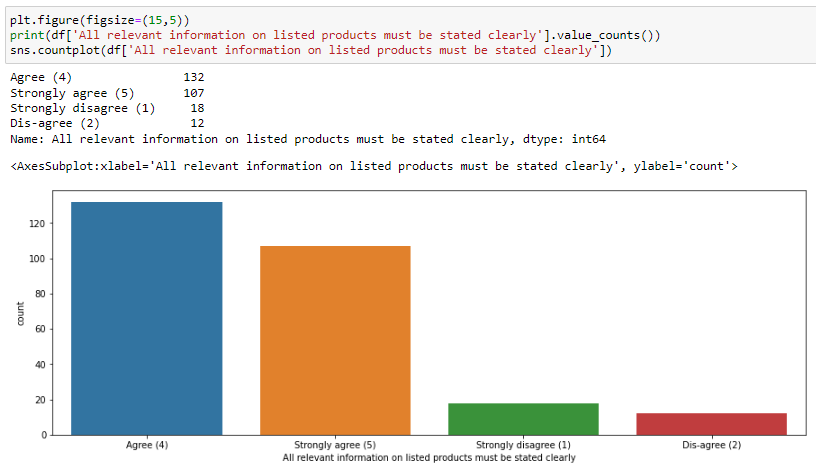 plt.figure(figsize=(15,5))
print(df['All relevant information on listed products must be stated clearly'].value_counts())
sns.countplot(df['All relevant information on listed products must be stated clearly'])
Agree (4) 132
Strongly agree (5) 107
Strongly disagree (1) 18
Dis-agree (2) 12
Name: All relevant information on listed products must be stated clearly, dtype: int64
<AxesSubplot:xlabel='All relevant information on listed products must be stated clearly', ylabel='count'>
120
100
80
60
40
20
0
count
Agree (4) Strongly agree (5) Strongly disagree (1) Dis-agree (2)
All relevant information on listed products must be stated clearly